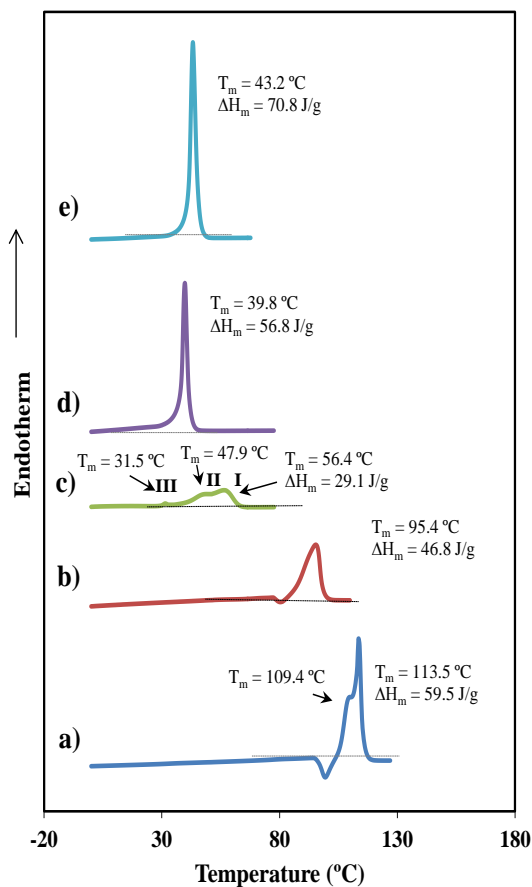 Tm = 43.2 ºC
ΔHm = 70.8 J/g
e)
Tm = 39.8 ºC
ΔHm = 56.8 J/g
d)
Endotherm
Tm = 47.9 ºC
Tm = 31.5 ºC
Tm = 56.4 ºC
ΔHm = 29.1 J/g
III II I
c)
Tm = 95.4 ºC
ΔHm = 46.8 J/g
b)
Tm = 109.4 ºC
Tm = 113.5 ºC
ΔHm = 59.5 J/g
a)
-20 30 80 130 180
Temperature (ºC)